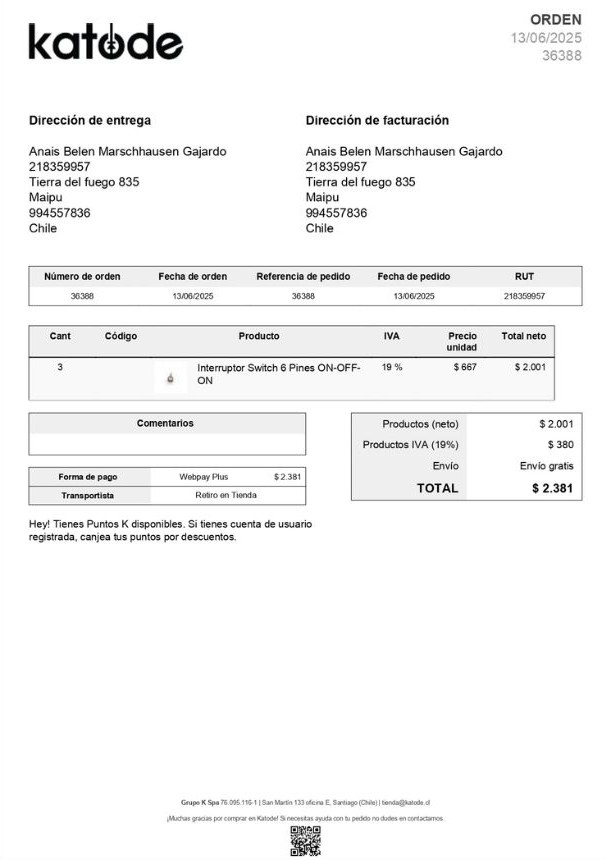 katode
ORDEN
13/06/2025
36388
Dirección de entrega
Anais Belen Marschhausen Gajardo
218359957
Tierra del fuego 835
Maipu
994557836
Chile
Dirección de facturación
Anais Belen Marschhausen Gajardo
218359957
Tierra del fuego 835
Maipu
994557836
Chile
Número de orden Fecha de orden Referencia de pedido Fecha de pedido RUT
36388 13/06/2025 36388 13/06/2025 218359957
Cant Código Producto IVA Precio unidad Total neto
3 Interruptor Switch 6 Pines ON-OFF-ON 19 % $ 667 $ 2.001
Comentarios
Forma de pago Webpay Plus $ 2.381
Transportista Retiro en Tienda
Productos (neto) $ 2.001
Productos IVA (19%) $ 380
Envío Envío gratis
TOTAL $ 2.381
Hey! Tienes Puntos K disponibles. Si tienes cuenta de usuario
registrada, canjea tus puntos por descuentos.
Grupo K Spa 76.095.116-1 | San Martín 133 oficina E, Santiago (Chile) | tienda@katode.cl
¡Muchas gracias por comprar en Katode! Si necesitas ayuda con tu pedido no dudes en contactarnos.